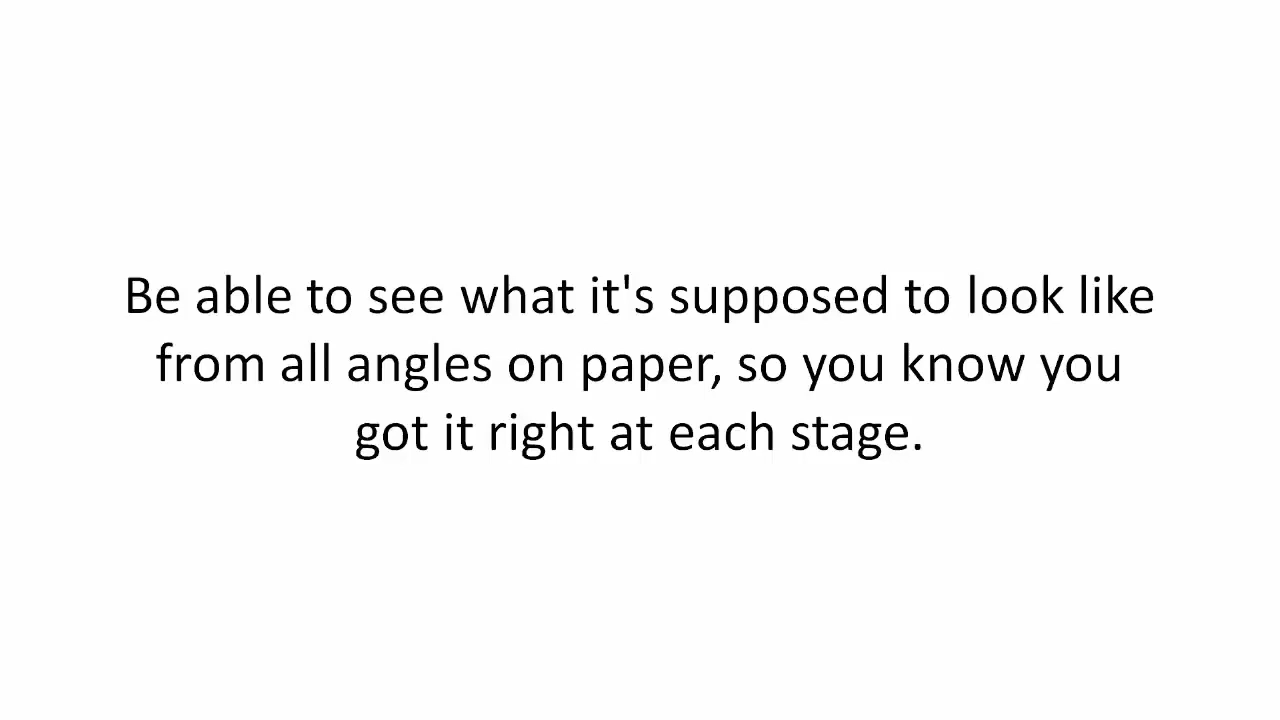 Be able to see what it's supposed to look like
from all angles on paper, so you know you
got it right at each stage.